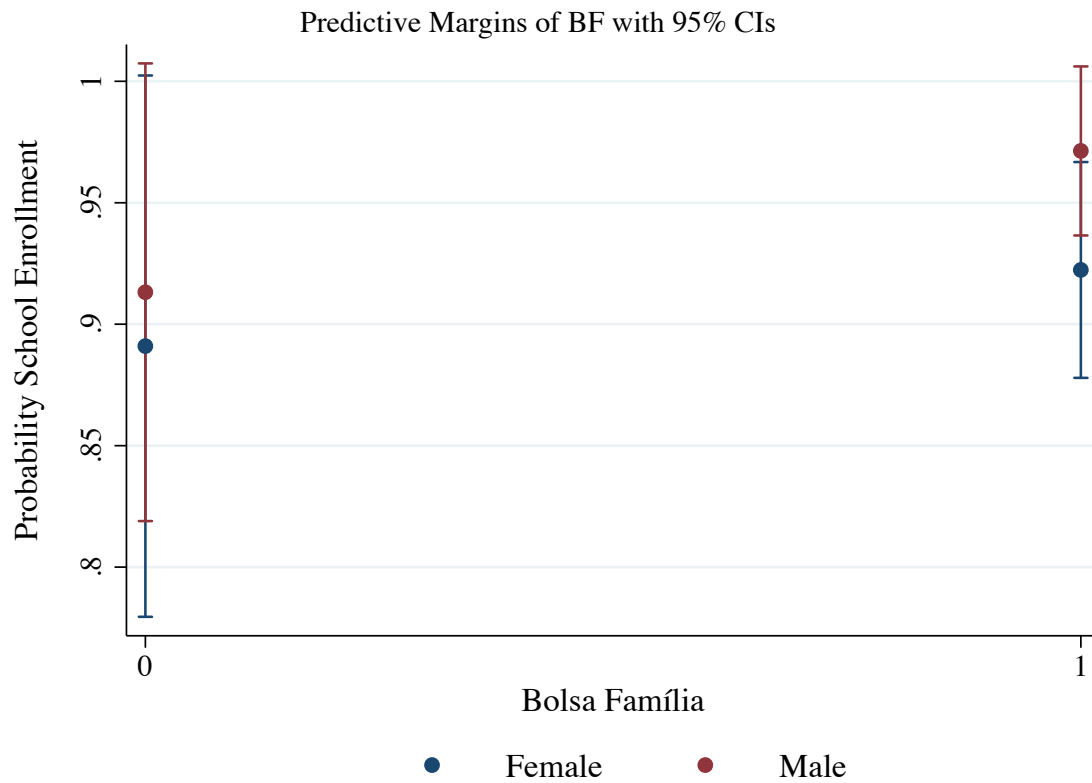 Predictive Margins of BF with 95% CIs
Probability School Enrollment
1
.95
.9
.85
.8
0 1
Bolsa Família
Female Male